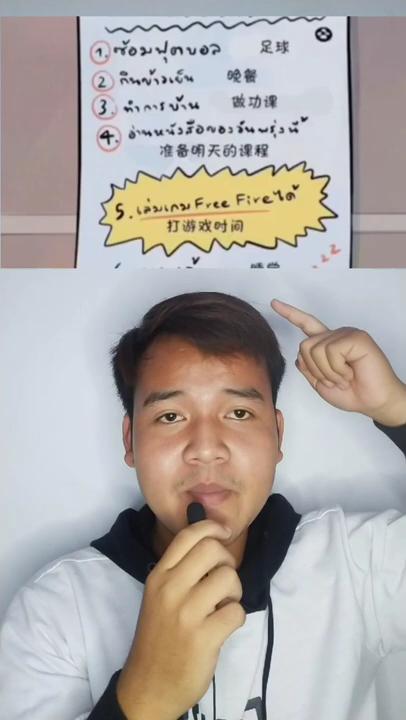 1. ซ้อมฟุตบอล 足球
2 กินข้าวเย็น 晚餐
3. ทำการบ้าน 做功课
4. อ่านหนังสือของวันพรุ่งนี้
准备明天的课程
5. เล่นเกม Free Fire ได้
打游戏时间